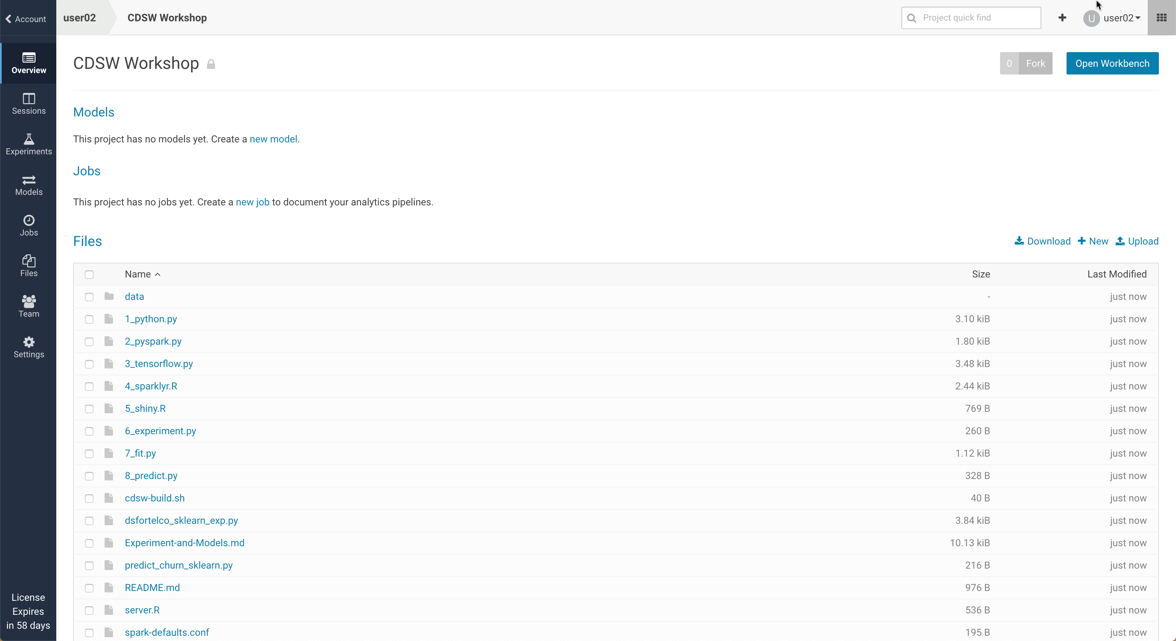 Account
user02
CDSW Workshop
Project quick find
U
user02
Overview
Sessions
Experiments
Models
Jobs
Files
Team
Settings
License
Expires
in 58 days
CDSW Workshop
0 Fork
Open Workbench
Models
This project has no models yet. Create a new model.
Jobs
This project has no jobs yet. Create a new job to document your analytics pipelines.
Files
Download
New
Upload
Name Size Last Modified
data - just now
1_python.py 3.10 kiB just now
2_pyspark.py 1.80 kiB just now
3_tensorflow.py 3.48 kiB just now
4_sparklyr.R 2.44 kiB just now
5_shiny.R 769 B just now
6_experiment.py 260 B just now
7_fit.py 1.12 kiB just now
8_predict.py 328 B just now
cdsw-build.sh 40 B just now
dsfortelco_sklearn_exp.py 3.84 kiB just now
Experiment-and-Models.md 10.13 kiB just now
predict_churn_sklearn.py 216 B just now
README.md 976 B just now
server.R 536 B just now
spark-defaults.conf 195 B just now